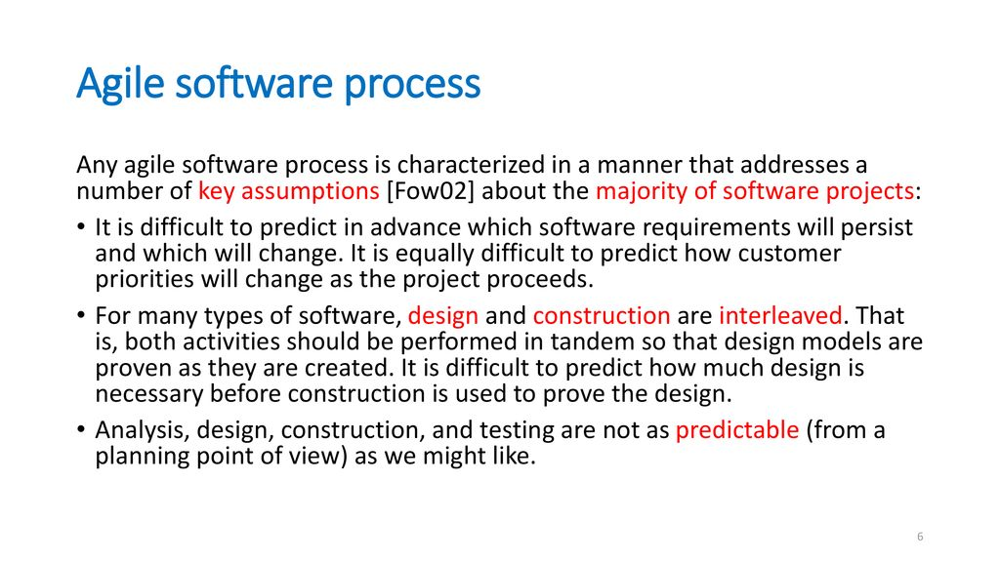 Agile software process
Any agile software process is characterized in a manner that addresses a
number of key assumptions [Fow02] about the majority of software projects:
• It is difficult to predict in advance which software requirements will persist
and which will change. It is equally difficult to predict how customer
priorities will change as the project proceeds.
• For many types of software, design and construction are interleaved. That
is, both activities should be performed in tandem so that design models are
proven as they are created. It is difficult to predict how much design is
necessary before construction is used to prove the design.
• Analysis, design, construction, and testing are not as predictable (from a
planning point of view) as we might like.
6